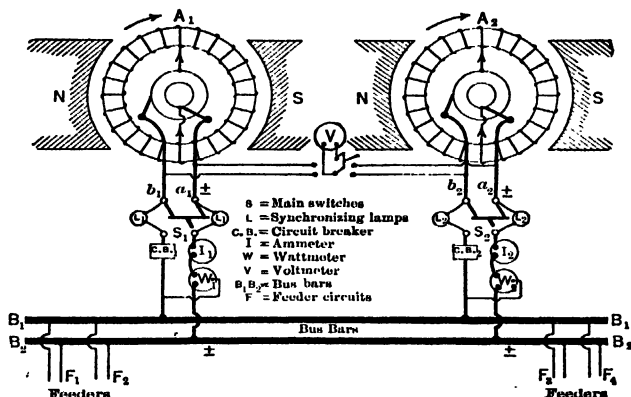 A1 A2
N S N S
V
b1 a1 ± b2 a2 ±
L1 L1 L2 L2
S1 S2
C.B. I1 C.B. I2
W1 W2
S = Main switches
L = Synchronizing lamps
C.B. = Circuit breaker
I = Ammeter
W = Wattmeter
V = Voltmeter
B1B2 = Bus bars
F = Feeder circuits
B1 B1
Bus Bars
B2 ± ± B2
F1 F2 F3 F4
Feeders Feeders